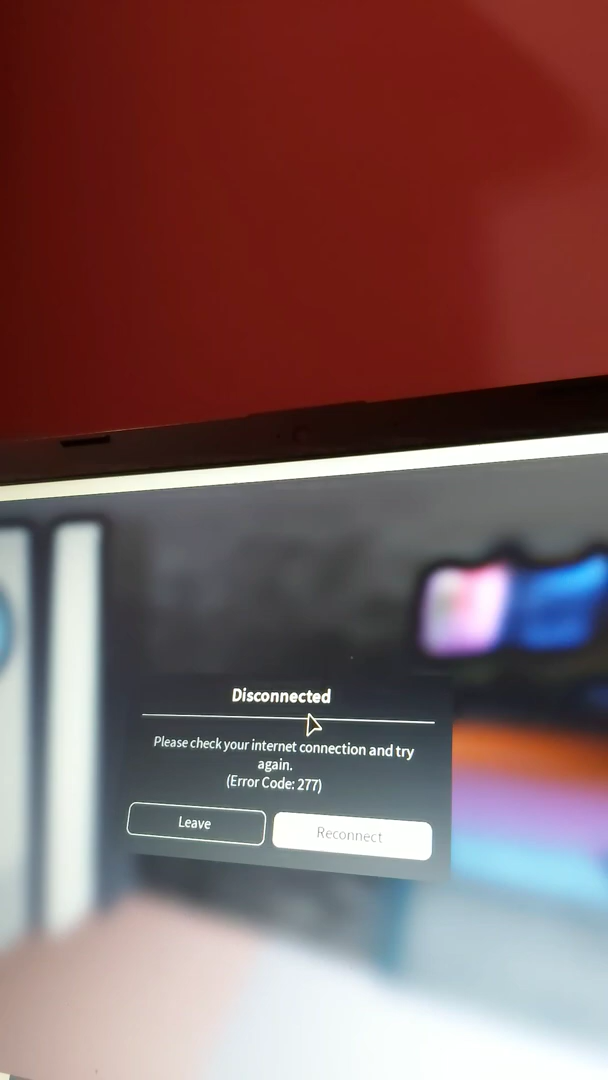 Disconnected
Please check your internet connection and try
again.
(Error Code: 277)
Leave
Reconnect